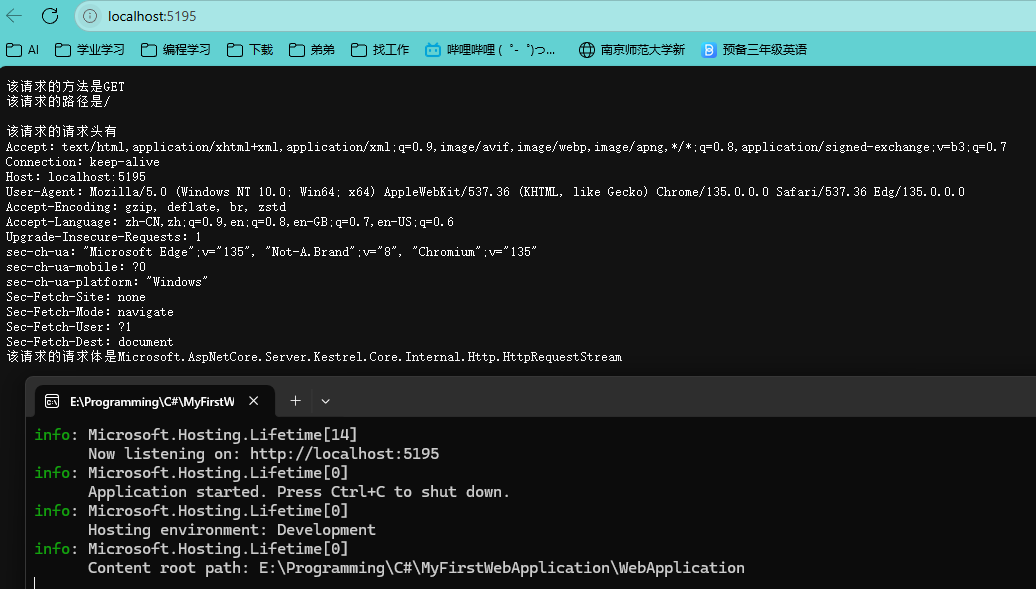 localhost:5195
AI 学业学习 编程学习 下载 弟弟 找工作 哔哩哔哩 (゜-゜)つ... 南京师范大学新 预备三年级英语
该请求的方法是GET
该请求的路径是/
该请求的请求头有
Accept: text/html,application/xhtml+xml,application/xml;q=0.9,image/avif,image/webp,image/apng,*/*;q=0.8,application/signed-exchange;v=b3;q=0.7
Connection: keep-alive
Host: localhost:5195
User-Agent: Mozilla/5.0 (Windows NT 10.0; Win64; x64) AppleWebKit/537.36 (KHTML, like Gecko) Chrome/135.0.0.0 Safari/537.36 Edg/135.0.0.0
Accept-Encoding: gzip, deflate, br, zstd
Accept-Language: zh-CN,zh;q=0.9,en;q=0.8,en-GB;q=0.7,en-US;q=0.6
Upgrade-Insecure-Requests: 1
sec-ch-ua: "Microsoft Edge";v="135", "Not-A.Brand";v="8", "Chromium";v="135"
sec-ch-ua-mobile: ?0
sec-ch-ua-platform: "Windows"
Sec-Fetch-Site: none
Sec-Fetch-Mode: navigate
Sec-Fetch-User: ?1
Sec-Fetch-Dest: document
该请求的请求体是Microsoft.AspNetCore.Server.Kestrel.Core.Internal.Http.HttpRequestStream
E:\Programming\C#\MyFirstW
info: Microsoft.Hosting.Lifetime[14]
Now listening on: http://localhost:5195
info: Microsoft.Hosting.Lifetime[0]
Application started. Press Ctrl+C to shut down.
info: Microsoft.Hosting.Lifetime[0]
Hosting environment: Development
info: Microsoft.Hosting.Lifetime[0]
Content root path: E:\Programming\C#\MyFirstWebApplication\WebApplication